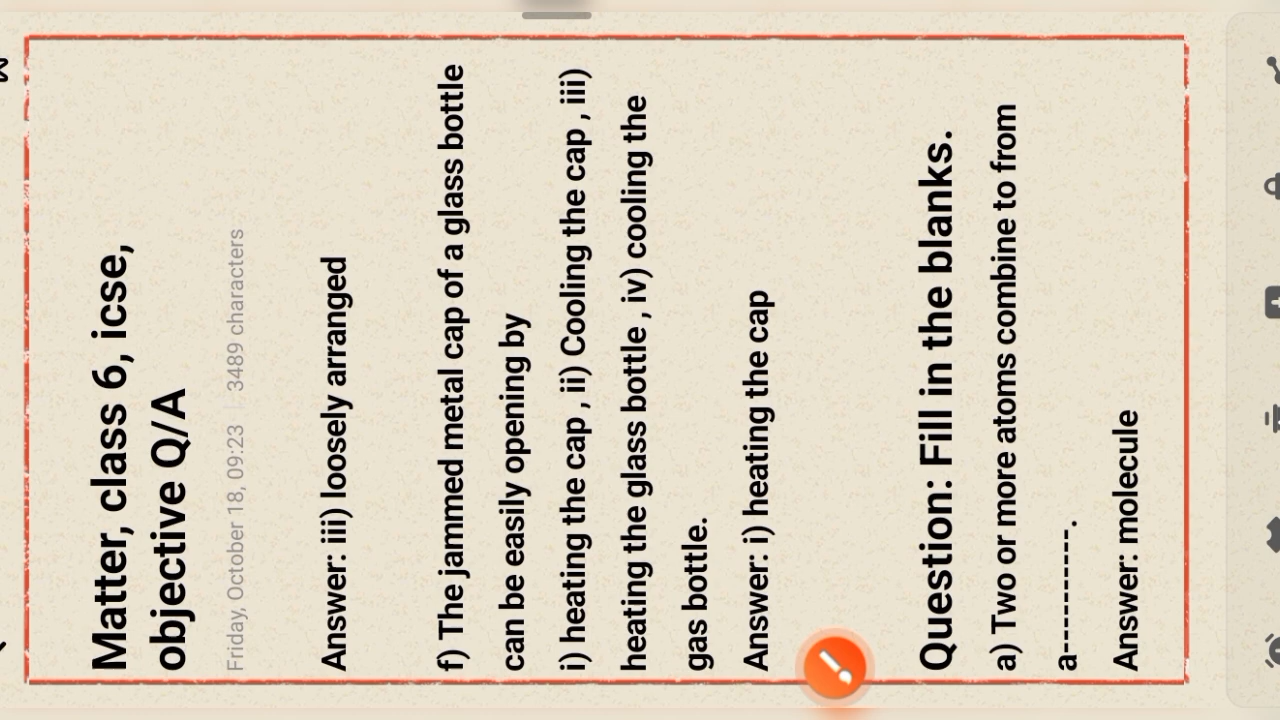 Matter, class 6, icse,
objective Q/A
Friday, October 18, 09:23 | 3489 characters
Answer: iii) loosely arranged
f) The jammed metal cap of a glass bottle
can be easily opening by
i) heating the cap , ii) Cooling the cap , iii)
heating the glass bottle , iv) cooling the
gas bottle.
Answer: i) heating the cap
Question: Fill in the blanks.
a) Two or more atoms combine to from
a-----------.
Answer: molecule